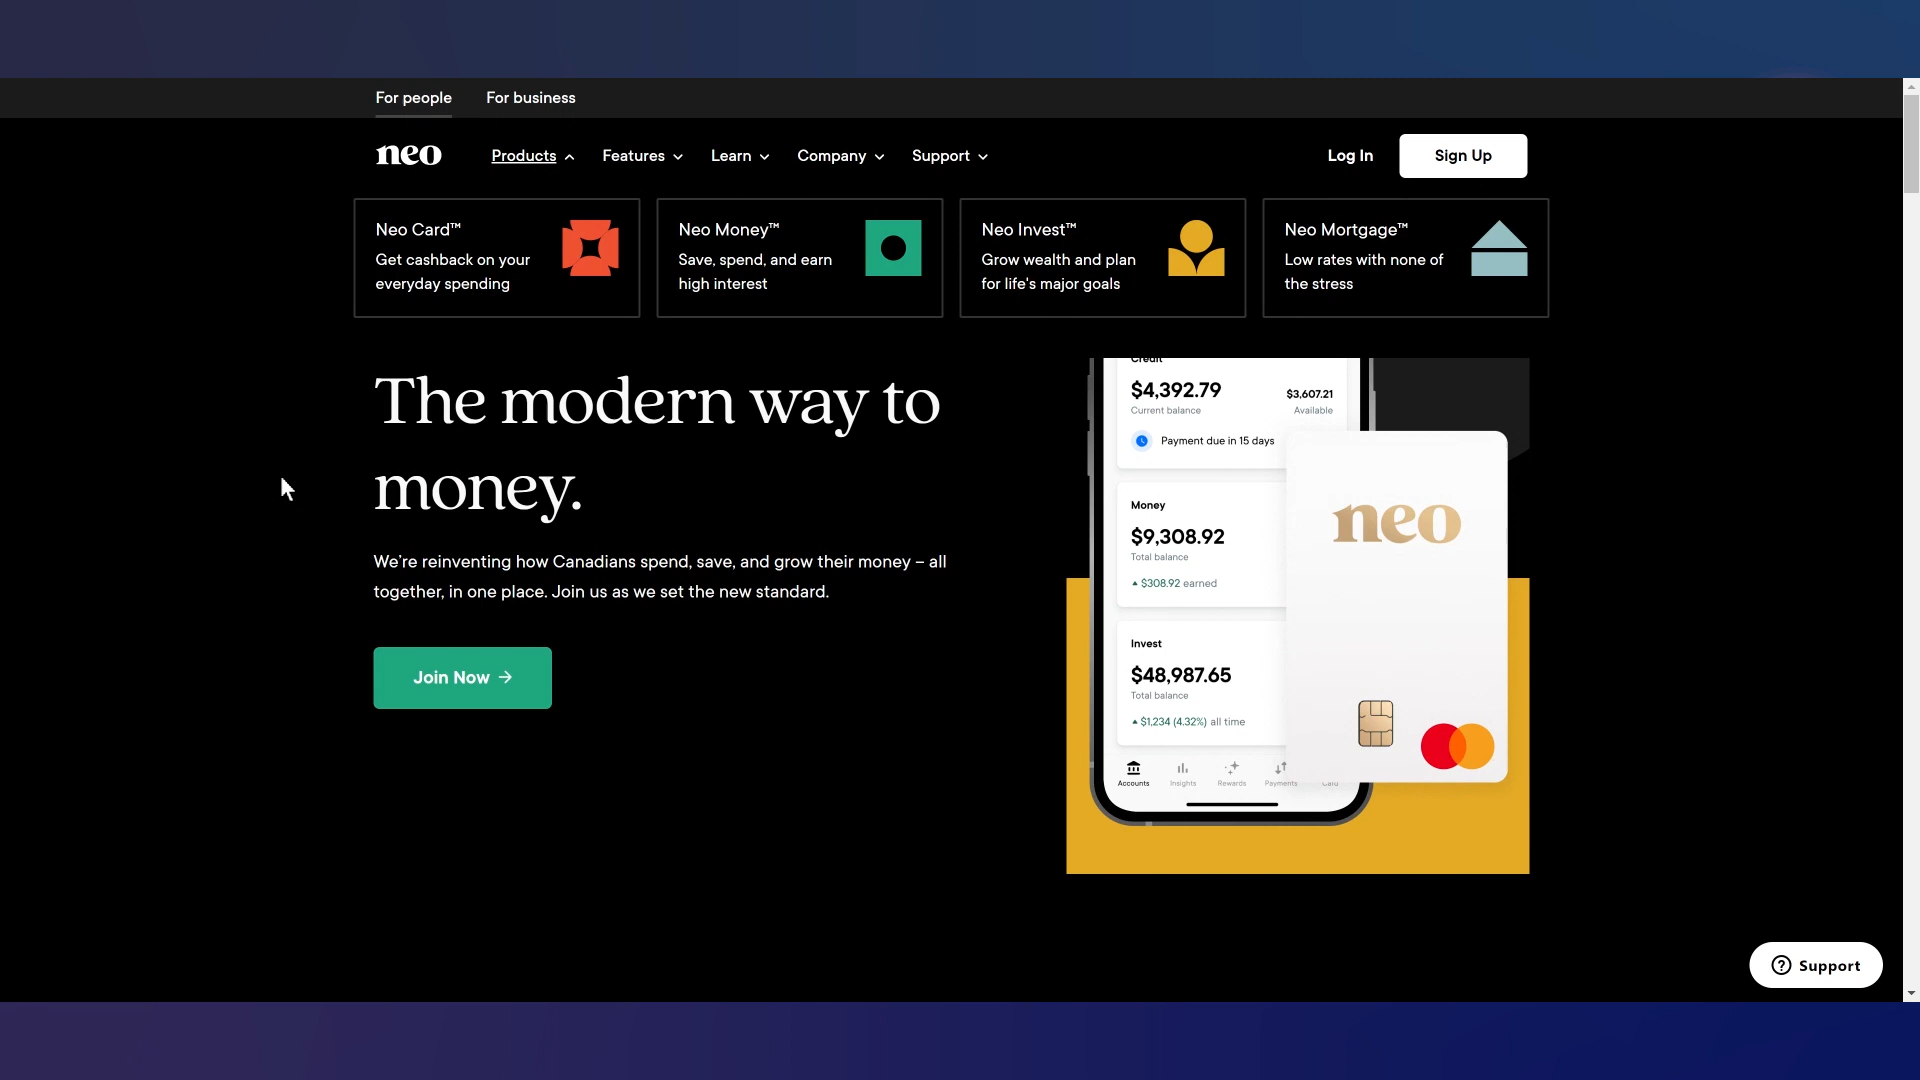 For people For business
neo Products Features Learn Company Support Log In Sign Up
Neo Card™
Get cashback on your
everyday spending
Neo Money™
Save, spend, and earn
high interest
Neo Invest™
Grow wealth and plan
for life's major goals
Neo Mortgage™
Low rates with none of
the stress
The modern way to
money.
We're reinventing how Canadians spend, save, and grow their money – all
together, in one place. Join us as we set the new standard.
Join Now →
Credit
$4,392.79 $3,607.21
Current balance Available
Payment due in 15 days
Money
$9,308.92
Total balance
$308.92 earned
Invest
$48,987.65
Total balance
$1,234 (4.32%) all time
Accounts Insights Rewards Payments Card
neo
Support